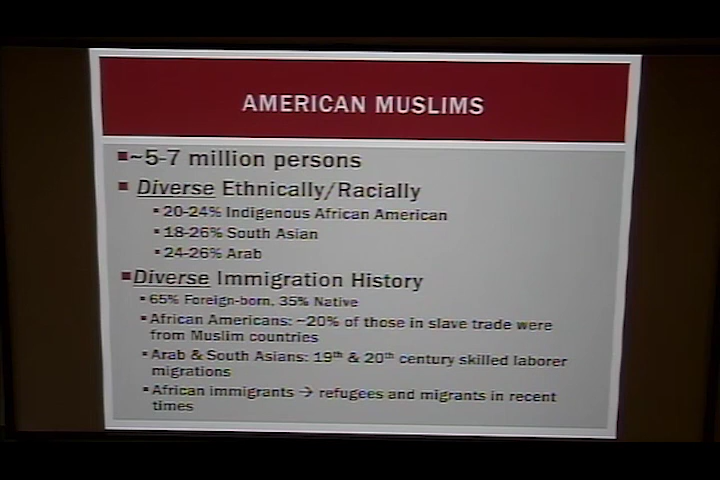 AMERICAN MUSLIMS
▪~5-7 million persons
▪ Diverse Ethnically/Racially
▪ 20-24% Indigenous African American
▪ 18-26% South Asian
▪ 24-26% Arab
▪Diverse Immigration History
▪ 65% Foreign-born, 35% Native
▪ African Americans: ~20% of those in slave trade were
from Muslim countries
▪ Arab & South Asians: 19th & 20th century skilled laborer
migrations
▪ African immigrants → refugees and migrants in recent
times